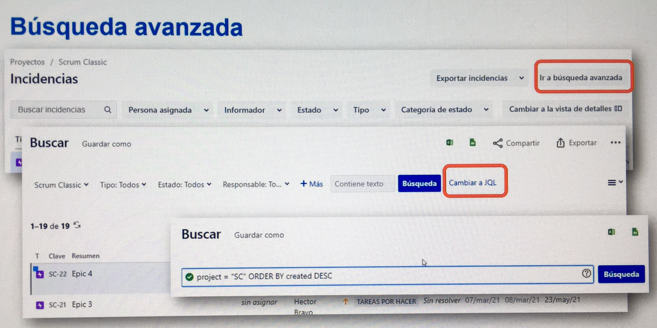 Búsqueda avanzada
Proyectos / Scrum Classic
Incidencias
Exportar incidencias
Ir a búsqueda avanzada
Buscar incidencias
Persona asignada
Informador
Estado
Tipo
Categoría de estado
Cambiar a la vista de detalles
Buscar
Guardar como
Compartir
Exportar
Scrum Classic
Tipo: Todos
Estado: Todos
Responsable: To...
+ Más
Contiene texto
Búsqueda
Cambiar a JQL
1–19 de 19
T Clave Resumen
SC-22 Epic 4
SC-21 Epic 3
sin asignar
Hector
Bravo
TAREAS POR HACER
Sin resolver
07/mar/21
08/mar/21
23/may/21
Buscar
Guardar como
project = "SC" ORDER BY created DESC
Búsqueda